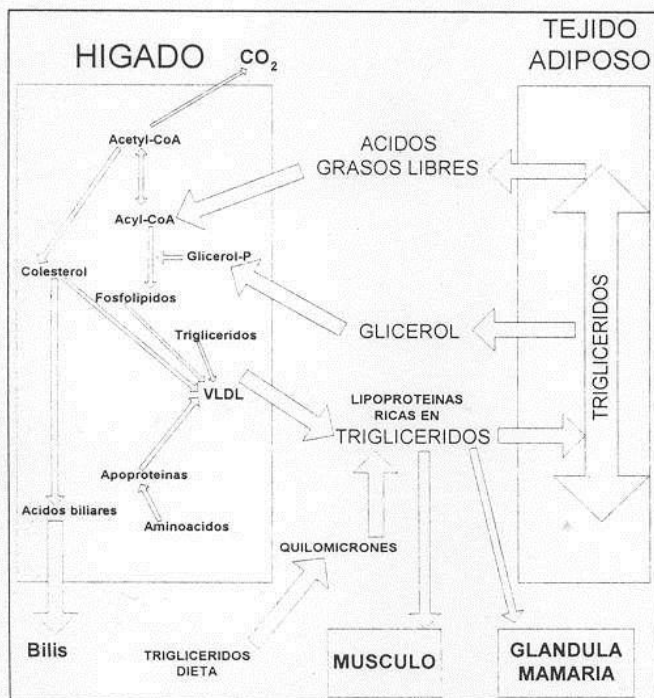 HIGADO
CO2
TEJIDO
ADIPOSO
Acetyl-CoA
ACIDOS
GRASOS LIBRES
Acyl-CoA
Glicerol-P
Colesterol
Fosfolipidos
Trigliceridos
GLICEROL
TRIGLICERIDOS
VLDL
LIPOPROTEINAS
RICAS EN
TRIGLICERIDOS
Apoproteinas
Acidos biliares
Aminoacidos
QUILOMICRONES
Bilis
TRIGLICERIDOS
DIETA
MUSCULO
GLANDULA
MAMARIA